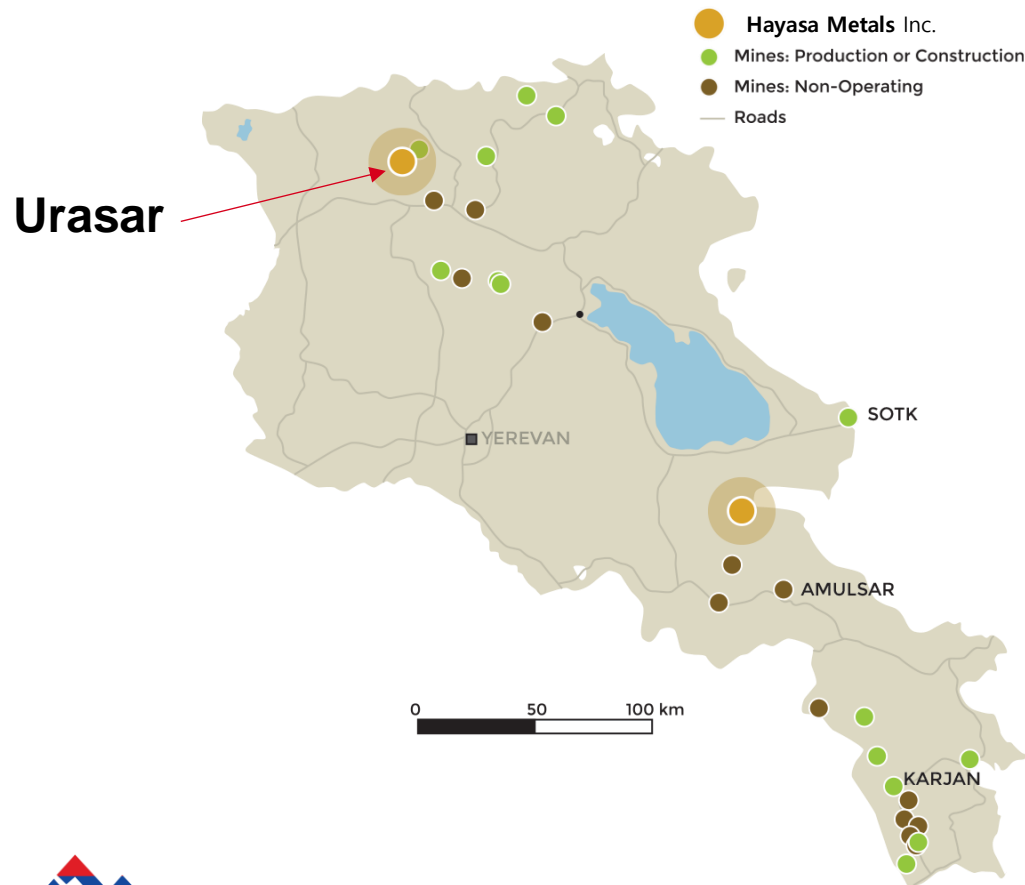 Hayasa Metals Inc.
Mines: Production or Construction
Mines: Non-Operating
Roads
Urasar
SOTK
YEREVAN
AMULSAR
0 50 100 km
KARJAN